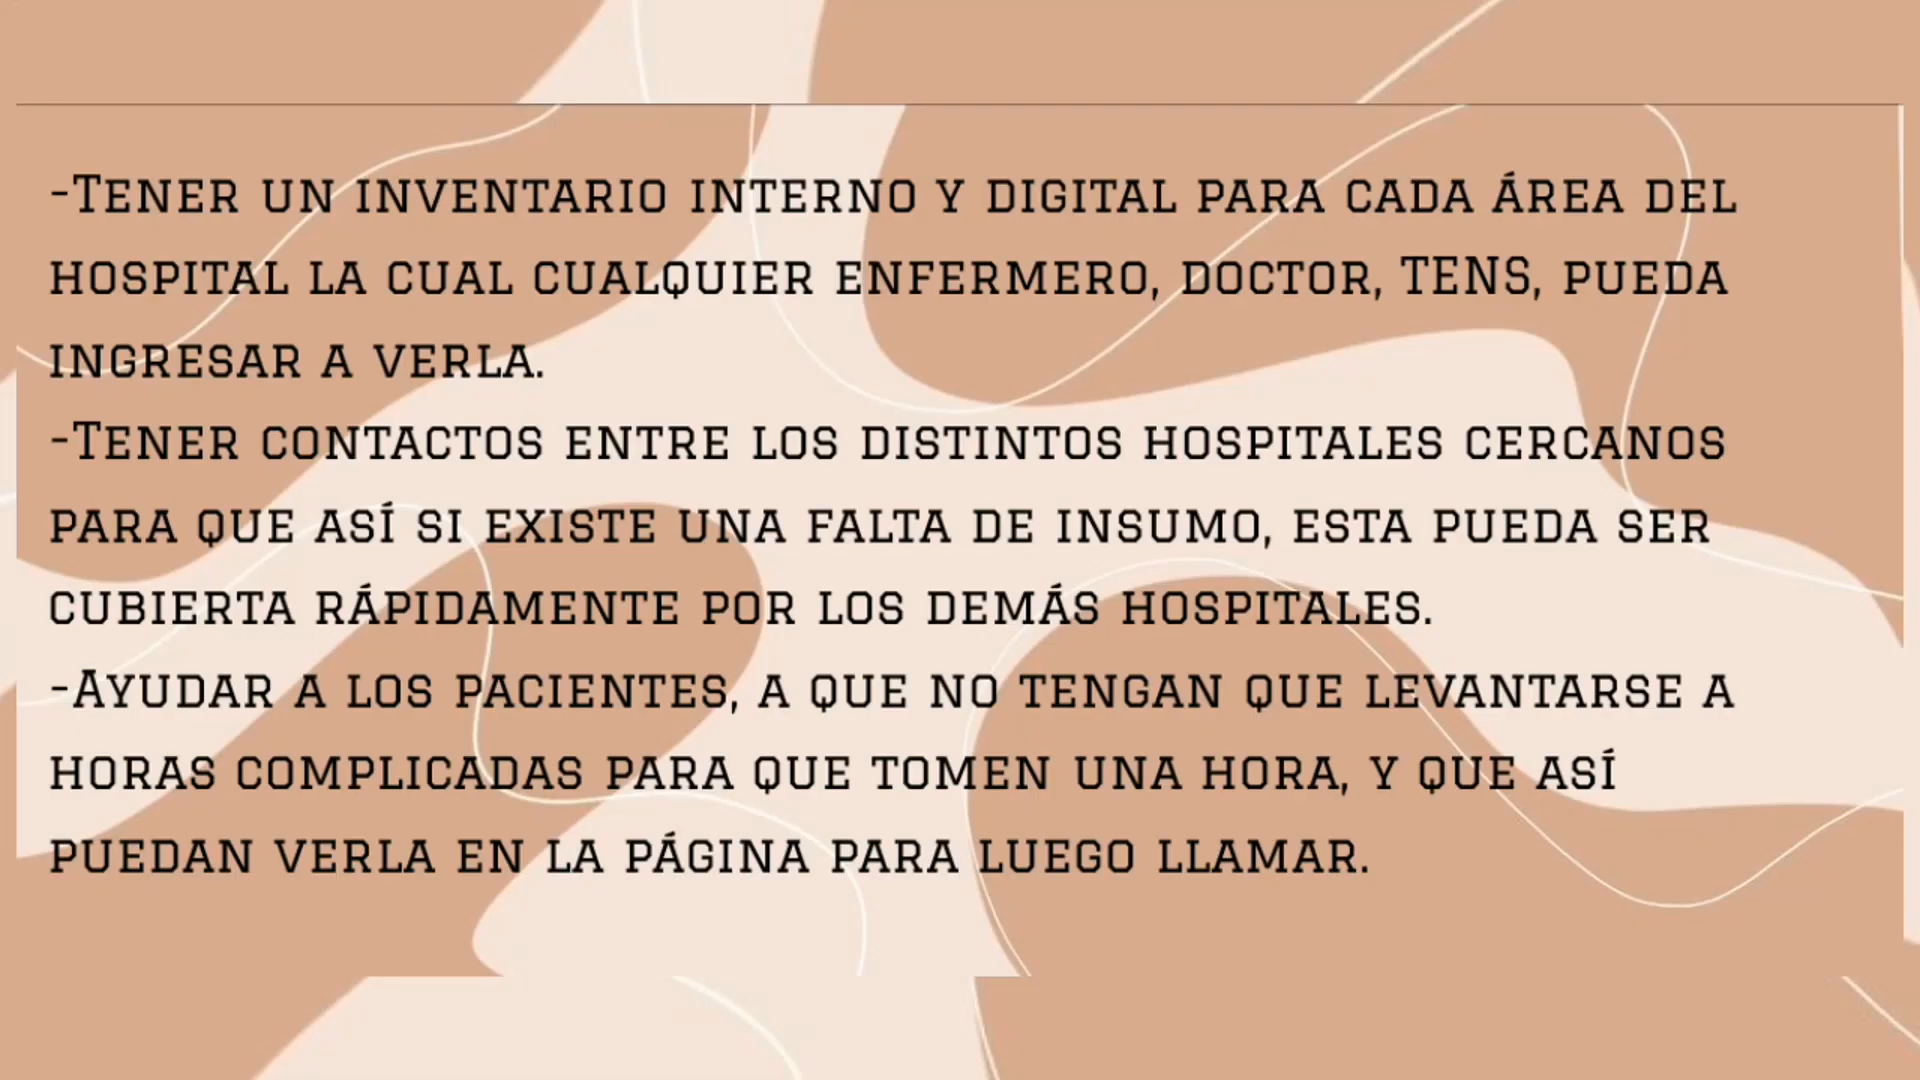 -Tener un inventario interno y digital para cada área del
hospital la cual cualquier enfermero, doctor, TENS, pueda
ingresar a verla.
-Tener contactos entre los distintos hospitales cercanos
para que así si existe una falta de insumo, esta pueda ser
cubierta rápidamente por los demás hospitales.
-Ayudar a los pacientes, a que no tengan que levantarse a
horas complicadas para que tomen una hora, y que así
puedan verla en la página para luego llamar.